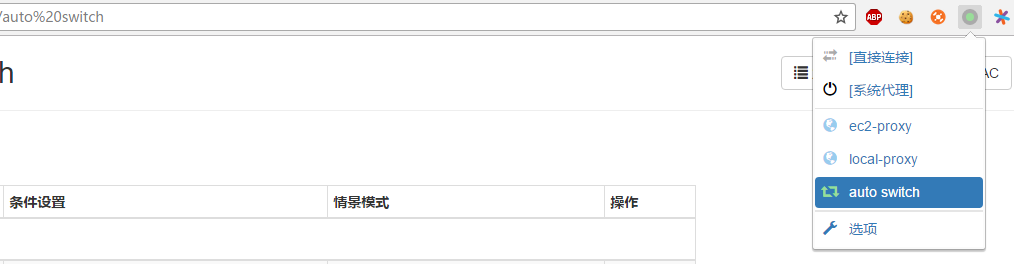 /auto%20switch
ABP
h
AC
[直接连接]
[系统代理]
ec2-proxy
local-proxy
auto switch
选项
条件设置
情景模式
操作